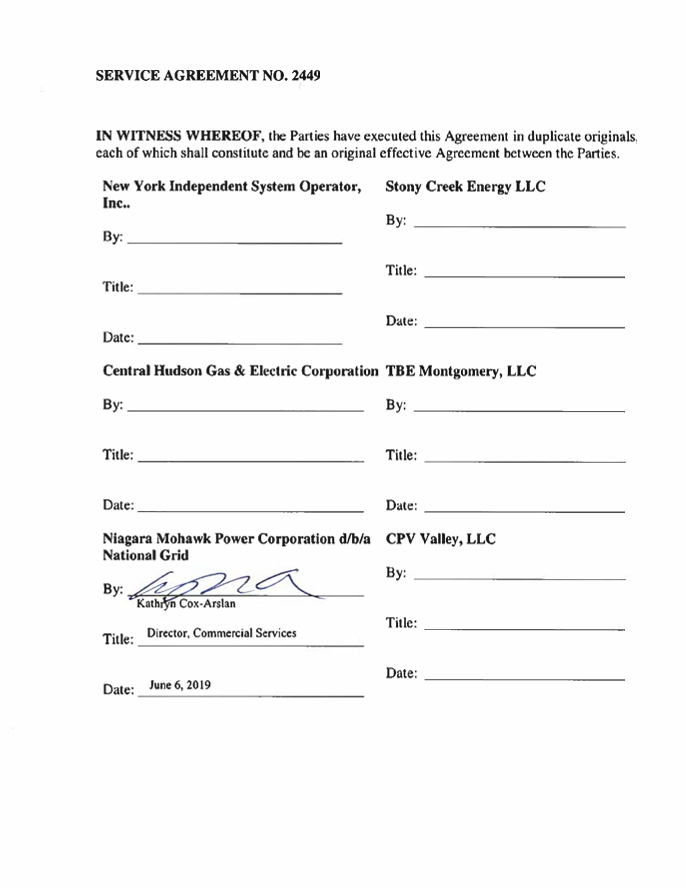 SERVICE AGREEMENT NO. 2449
IN WITNESS WHEREOF, the Parties have executed this Agreement in duplicate originals,
each of which shall constitute and be an original effective Agreement between the Parties.
New York Independent System Operator,
Inc..
By:
Title:
Date:
Stony Creek Energy LLC
By:
Title:
Date:
Central Hudson Gas & Electric Corporation
By:
Title:
Date:
TBE Montgomery, LLC
By:
Title:
Date:
Niagara Mohawk Power Corporation d/b/a
National Grid
By:
Kathryn Cox-Arslan
Title: Director, Commercial Services
Date: June 6, 2019
CPV Valley, LLC
By:
Title:
Date: